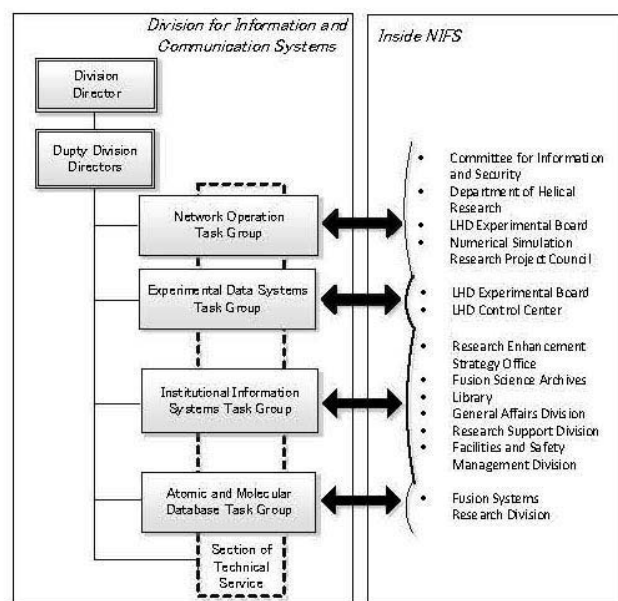 Division for Information and
Communication Systems
Division
Director
Dupty Division
Directors
Network Operation
Task Group
Experimental Data Systems
Task Group
Institutional Information
Systems Task Group
Atomic and Molecular
Database Task Group
Section of
Technical
Service
Inside NIFS
• Committee for Information
and Security
• Department of Helical
Research
• LHD Experimental Board
• Numerical Simulation
Research Project Council
• LHD Experimental Board
• LHD Control Center
• Research Enhancement
Strategy Office
• Fusion Science Archives
• Library
• General Affairs Division
• Research Support Division
• Facilities and Safety
Management Division
• Fusion Systems
Research Division